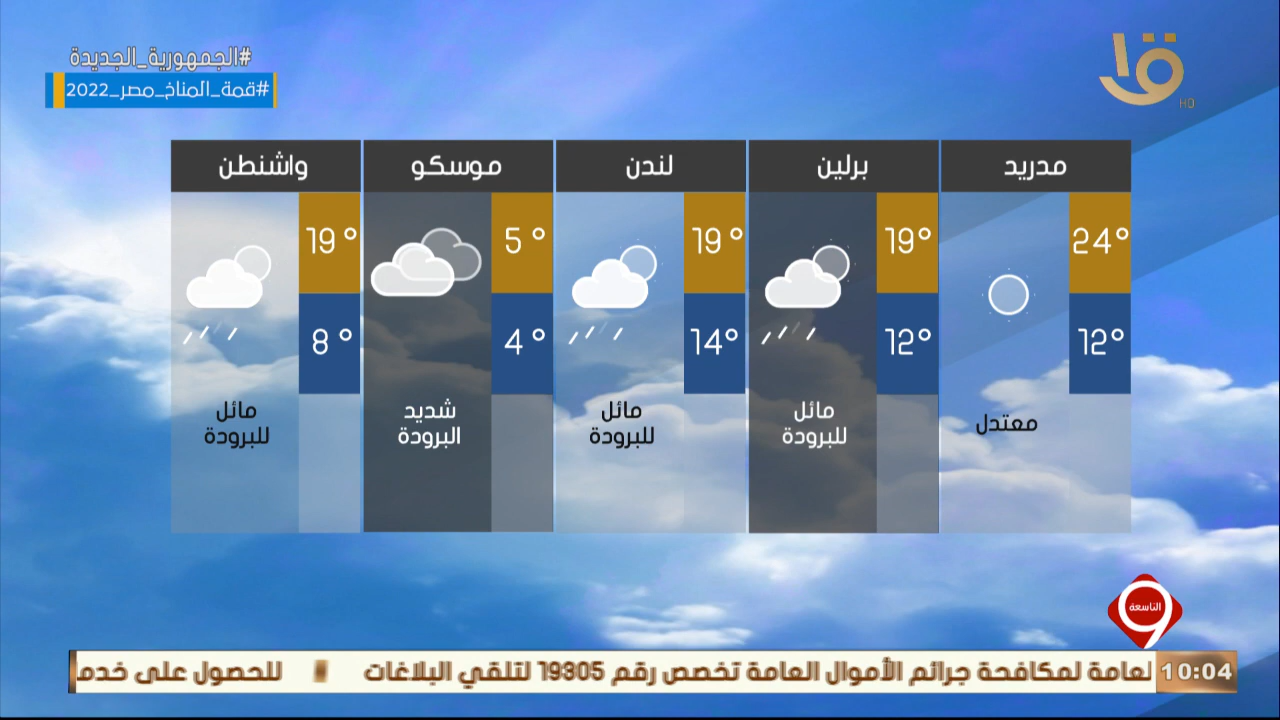 #الجمهورية_الجديدة
#قمة_المناخ_مصر_2022
HD
مدريد
24°
12°
معتدل
برلين
19°
12°
مائل
للبرودة
لندن
19°
14°
مائل
للبرودة
موسكو
5°
4°
شديد
البرودة
واشنطن
19°
8°
مائل
للبرودة
التاسعة
9
10:04
لعامة لمكافحة جرائم الأموال العامة تخصص رقم 19305 لتلقي البلاغات للحصول على خدما